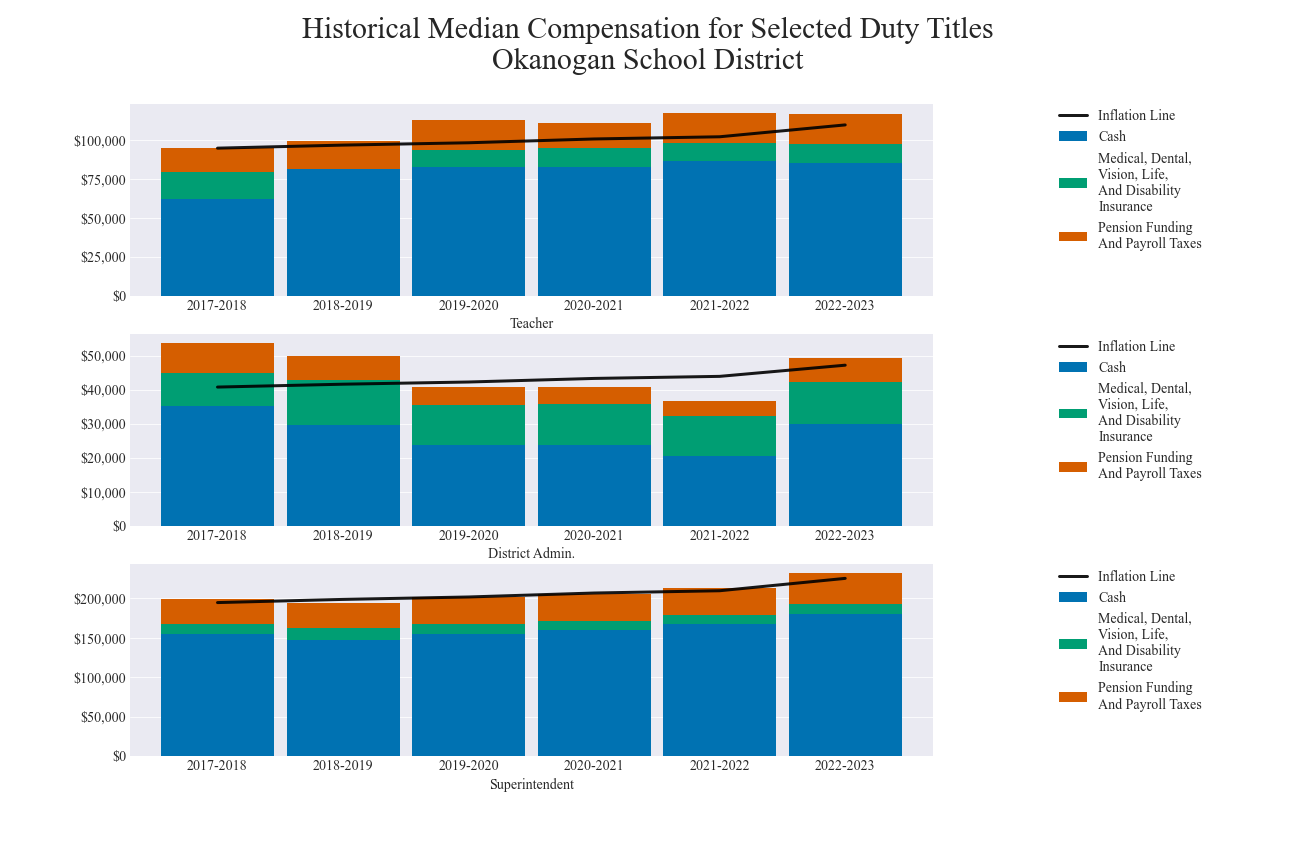 Historical Median Compensation for Selected Duty Titles
Okanogan School District
$100,000
$75,000
$50,000
$25,000
$0
2017-2018 2018-2019 2019-2020 2020-2021 2021-2022 2022-2023
Teacher
Inflation Line
Cash
Medical, Dental,
Vision, Life,
And Disability
Insurance
Pension Funding
And Payroll Taxes
$50,000
$40,000
$30,000
$20,000
$10,000
$0
2017-2018 2018-2019 2019-2020 2020-2021 2021-2022 2022-2023
District Admin.
Inflation Line
Cash
Medical, Dental,
Vision, Life,
And Disability
Insurance
Pension Funding
And Payroll Taxes
$200,000
$150,000
$100,000
$50,000
$0
2017-2018 2018-2019 2019-2020 2020-2021 2021-2022 2022-2023
Superintendent
Inflation Line
Cash
Medical, Dental,
Vision, Life,
And Disability
Insurance
Pension Funding
And Payroll Taxes